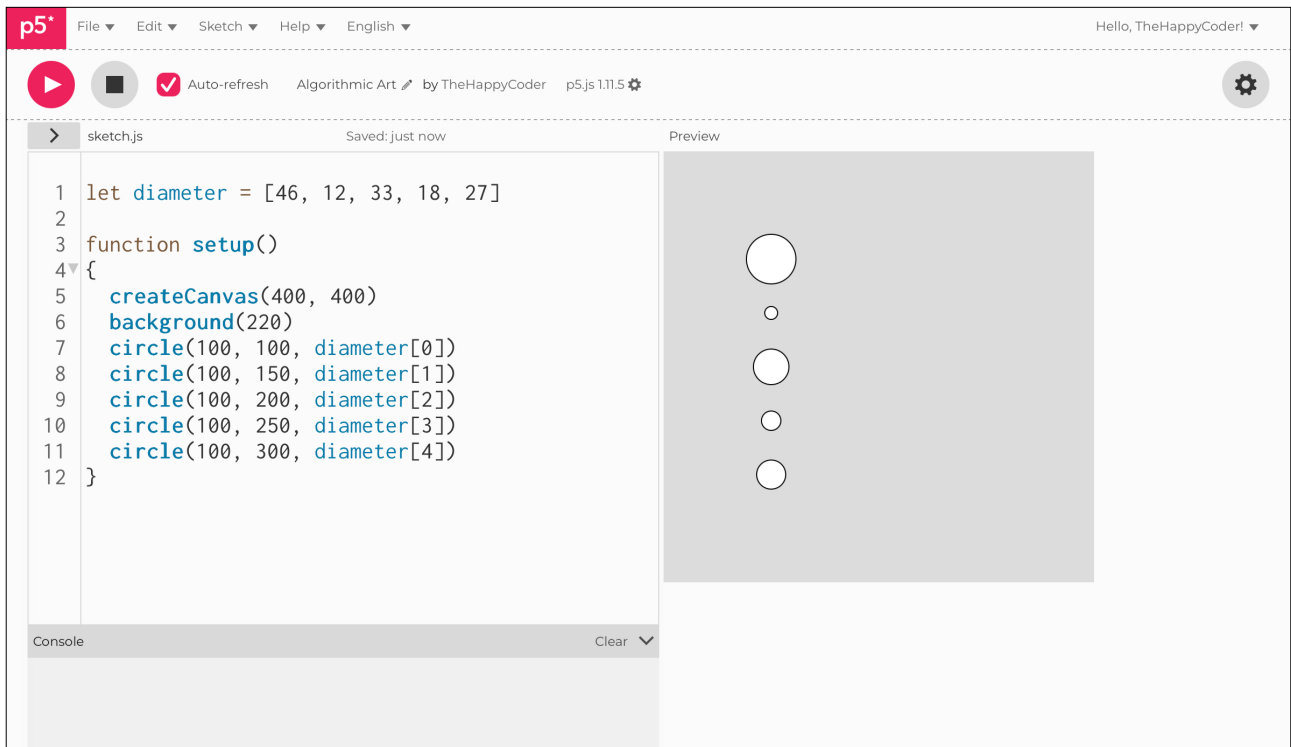 p5* File Edit Sketch Help English Hello, TheHappyCoder!
Auto-refresh Algorithmic Art by TheHappyCoder p5.js 1.11.5
sketch.js Saved: just now Preview
1 let diameter = [46, 12, 33, 18, 27]
2
3 function setup()
4 {
5 createCanvas(400, 400)
6 background(220)
7 circle(100, 100, diameter[0])
8 circle(100, 150, diameter[1])
9 circle(100, 200, diameter[2])
10 circle(100, 250, diameter[3])
11 circle(100, 300, diameter[4])
12 }
Console Clear